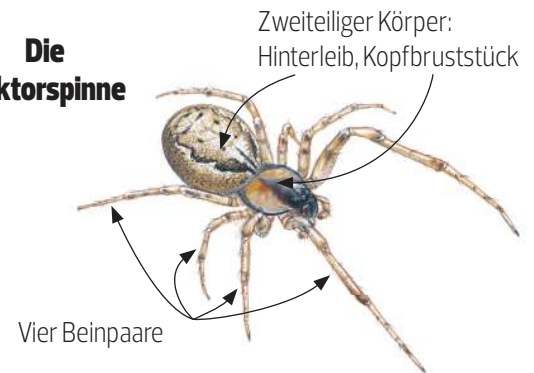 Die
ktorspinne
Zweiteiliger Körper:
Hinterleib, Kopfbruststück
Vier Beinpaare